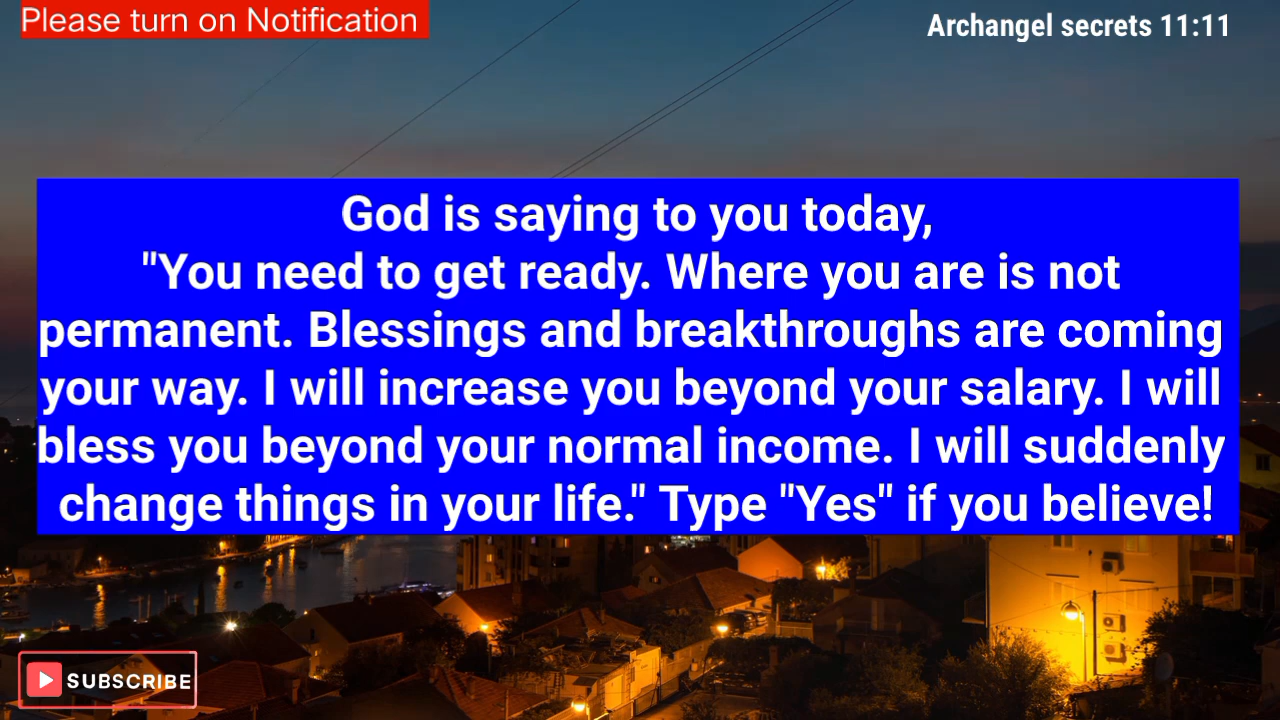 Please turn on Notification
Archangel secrets 11:11
God is saying to you today,
"You need to get ready. Where you are is not
permanent. Blessings and breakthroughs are coming
your way. I will increase you beyond your salary. I will
bless you beyond your normal income. I will suddenly
change things in your life." Type "Yes" if you believe!
SUBSCRIBE